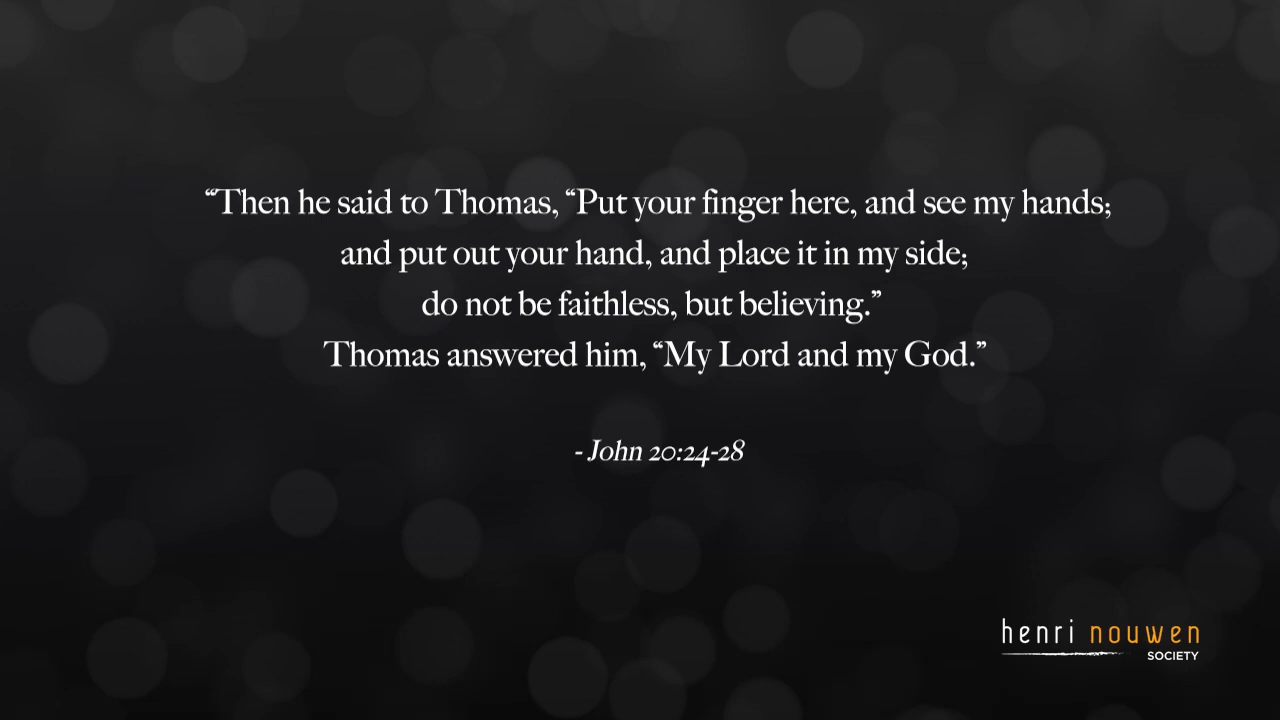 “Then he said to Thomas, “Put your finger here, and see my hands;
and put out your hand, and place it in my side;
do not be faithless, but believing.”
Thomas answered him, “My Lord and my God.”
- John 20:24-28
henri nouwen
SOCIETY